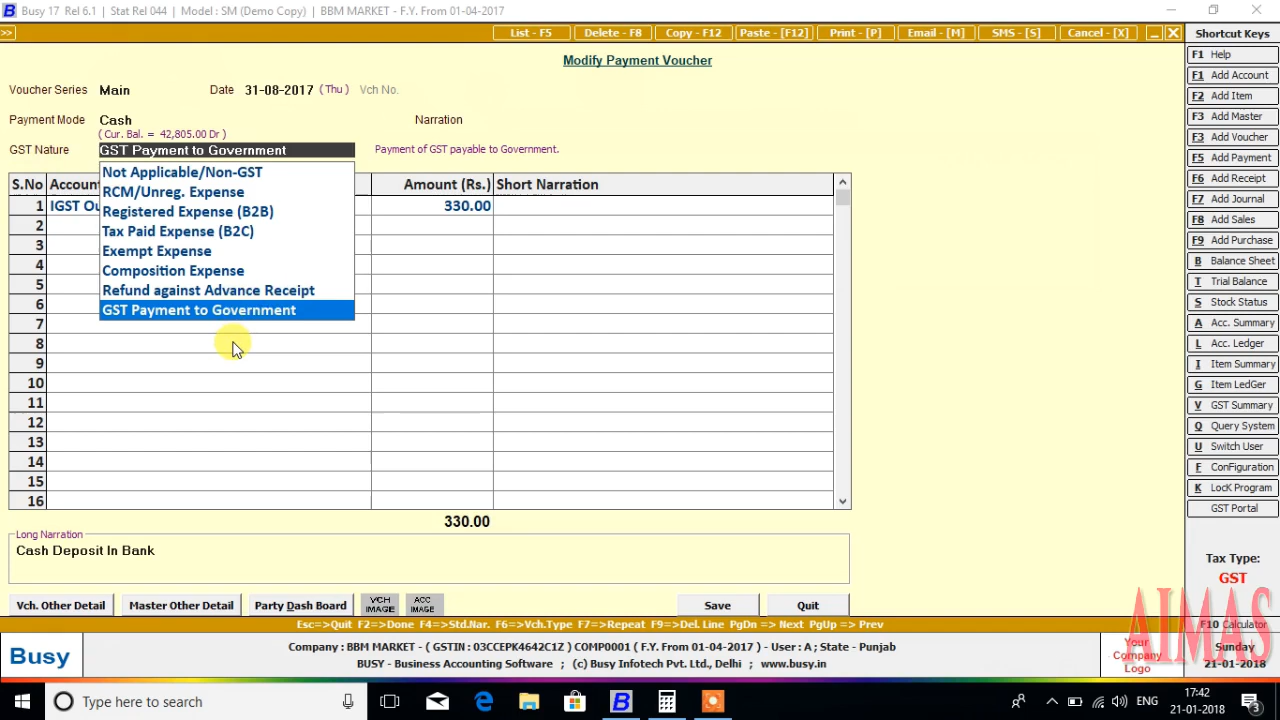 Busy 17 Rel 6.1 | Stat Rel 044 | Model : SM (Demo Copy) | BBM MARKET - F.Y. From 01-04-2017
>> List - F5 Delete - F8 Copy - F12 Paste - [F12] Print - [P] Email - [M] SMS - [S] Cancel - [X]
Shortcut Keys
Modify Payment Voucher
Voucher Series Main Date 31-08-2017 (Thu) Vch No.
Payment Mode Cash Narration
( Cur. Bal. = 42,805.00 Dr )
GST Nature GST Payment to Government Payment of GST payable to Government.
Not Applicable/Non-GST
RCM/Unreg. Expense
Registered Expense (B2B)
Tax Paid Expense (B2C)
Exempt Expense
Composition Expense
Refund against Advance Receipt
GST Payment to Government
S.No Account Amount (Rs.) Short Narration
1 IGST Ou 330.00
2
3
4
5
6
7
8
9
10
11
12
13
14
15
16
330.00
Long Narration
Cash Deposit In Bank
Vch. Other Detail Master Other Detail Party Dash Board VCH IMAGE ACC IMAGE Save Quit
Esc=>Quit F2=>Done F4=>Std.Nar. F6=>Vch.Type F7=>Repeat F9=>Del. Line PgDn => Next PgUp => Prev
F1 Help
F1 Add Account
F2 Add Item
F3 Add Master
F3 Add Voucher
F5 Add Payment
F6 Add Receipt
F7 Add Journal
F8 Add Sales
F9 Add Purchase
B Balance Sheet
T Trial Balance
S Stock Status
A Acc. Summary
L Acc. Ledger
I Item Summary
G Item LedGer
V GST Summary
Q Query System
U Switch User
F ConFiguration
K LocK Program
GST Portal
Tax Type:
GST
F10 Calculator
AIMAS
Busy
Company : BBM MARKET - ( GSTIN : 03CCEPK4642C1Z ) COMP0001 ( F.Y. From 01-04-2017 ) - User : A ; State - Punjab
BUSY - Business Accounting Software ; (c) Busy Infotech Pvt. Ltd., Delhi ; www.busy.in
Your
Company
Logo
Sunday
21-01-2018
Type here to search
ENG
17:42
21-01-2018
3